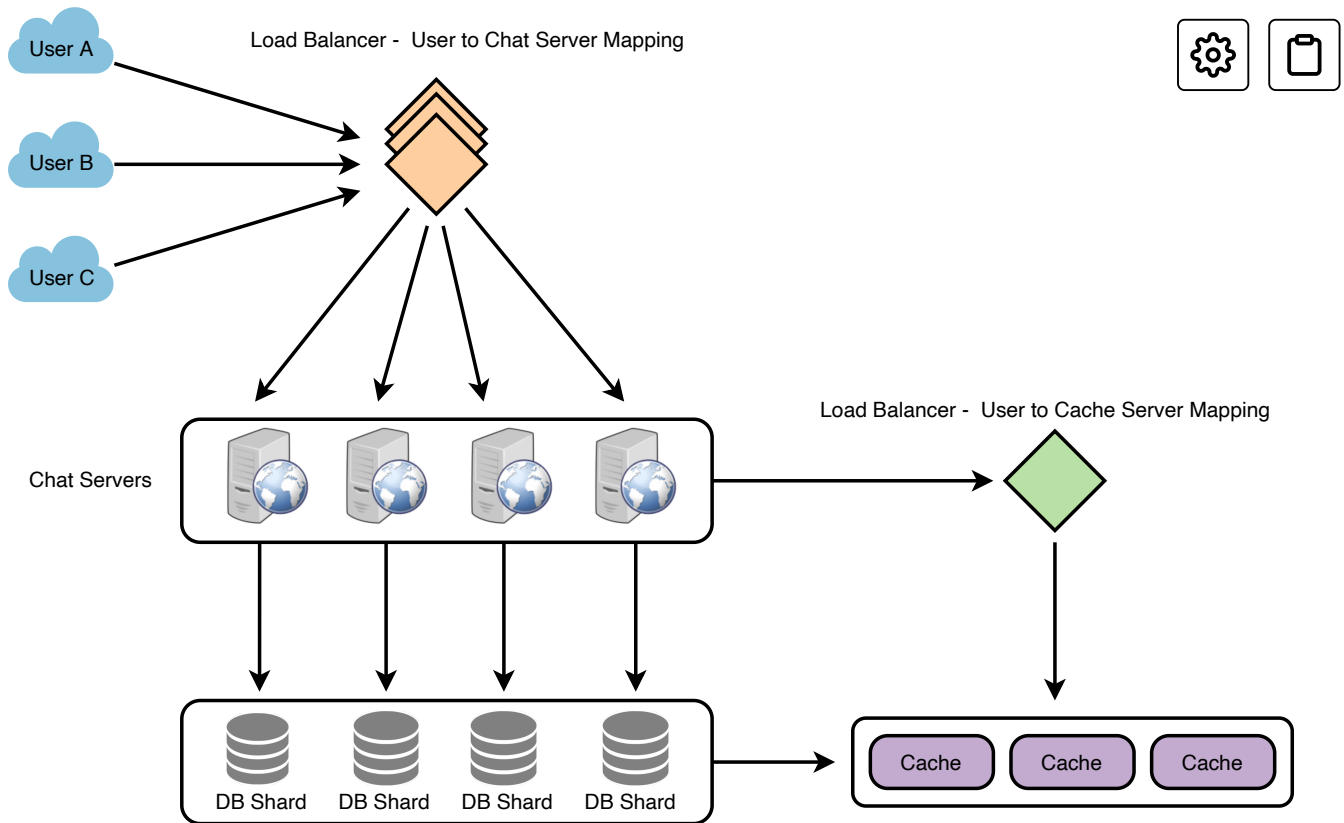 User A
Load Balancer -  User to Chat Server Mapping
User B
User C
Load Balancer -  User to Cache Server Mapping
Chat Servers
Cache
Cache
Cache
DB Shard
DB Shard
DB Shard
DB Shard